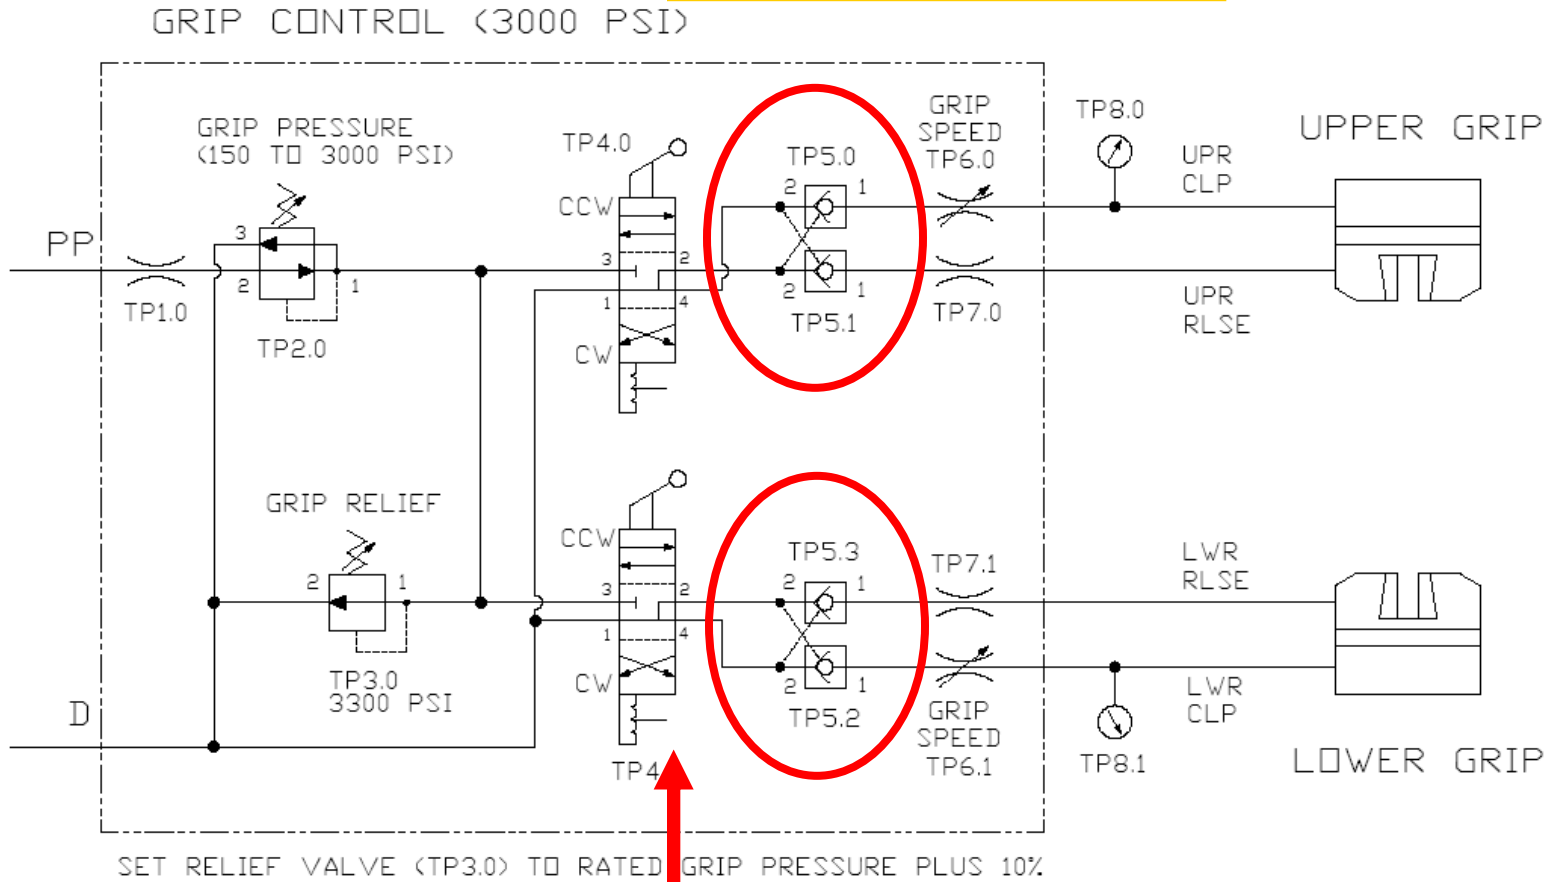 GRIP CONTROL (3000 PSI)
GRIP PRESSURE
(150 TO 3000 PSI)
TP4.0
TP5.0
GRIP
SPEED
TP6.0
TP8.0
UPPER GRIP
UPR
CLP
CCW
2
1
PP
3
3
2
2
1
TP1.0
1
4
2
1
TP2.0
CW
TP5.1
TP7.0
UPR
RLSE
GRIP RELIEF
CCW
TP5.3
TP7.1
LWR
RLSE
2
1
3
2
2
1
1
4
TP3.0
3300 PSI
CW
2
1
TP5.2
LWR
CLP
D
GRIP
SPEED
TP6.1
TP4
TP8.1
LOWER GRIP
SET RELIEF VALVE (TP3.0) TO RATED GRIP PRESSURE PLUS 10%